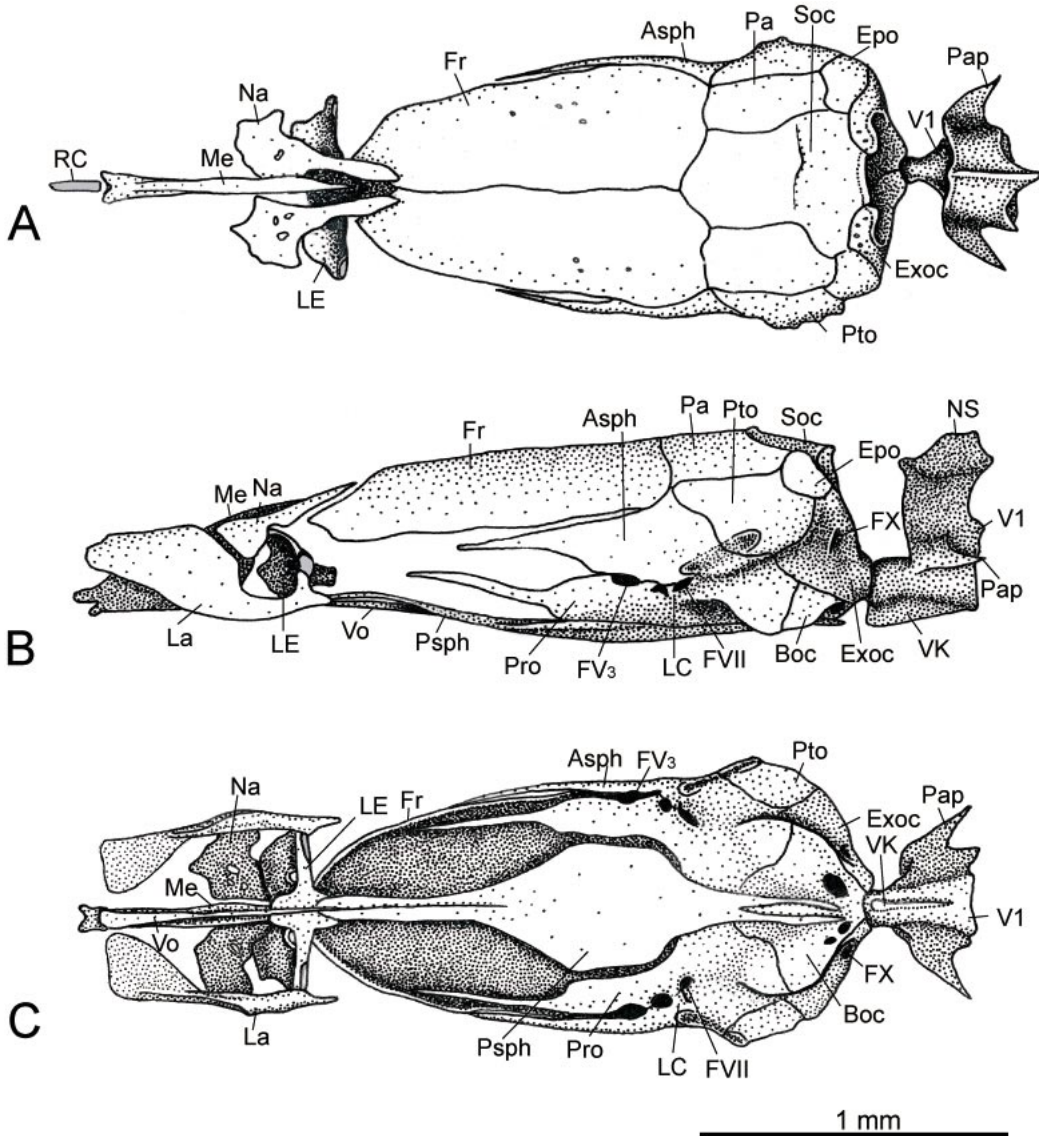 Soc
Pa
Asph
Epo
Fr
Pap
Na
V1
Me
RC
A
LE
Exoc
Pto
NS
Pa
Asph
Pto
Soc
Fr
Epo
Me
Na
FX
V1
Pap
La
LE
Vo
Psph
B
Pro
FV3
LC
FVII
Boc
Exoc
VK
Asph
FV3
Pto
Na
LE
Fr
Exoc
Pap
VK
Me
Vo
V1
FX
C
La
Psph
Pro
LC
FVII
Boc
1 mm